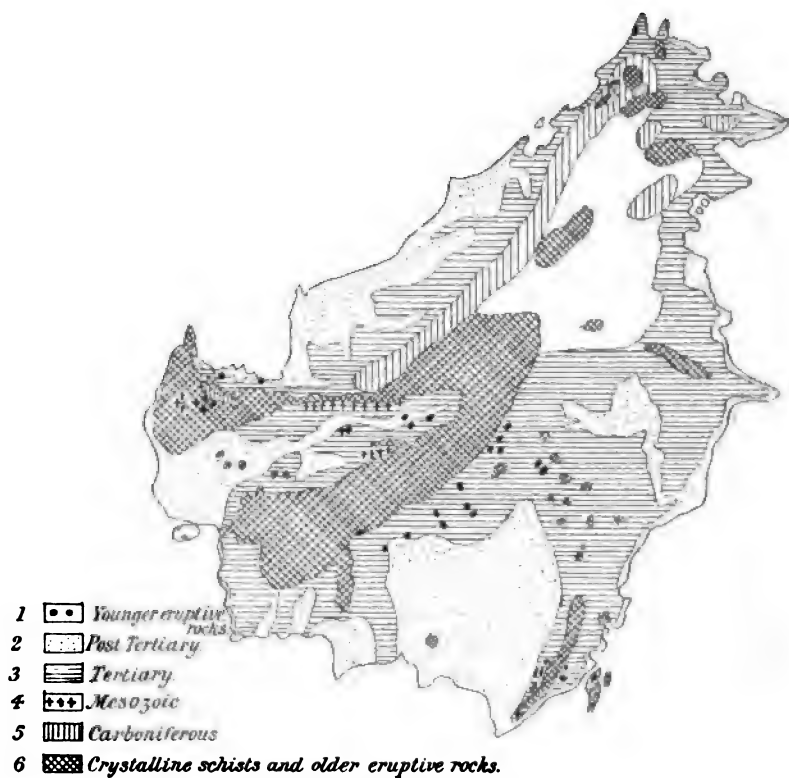 1 Younger eruptive
rocks.
2 Post Tertiary.
3 Tertiary.
4 Mesozoic
5 Carboniferous
6 Crystalline schists and older eruptive rocks.